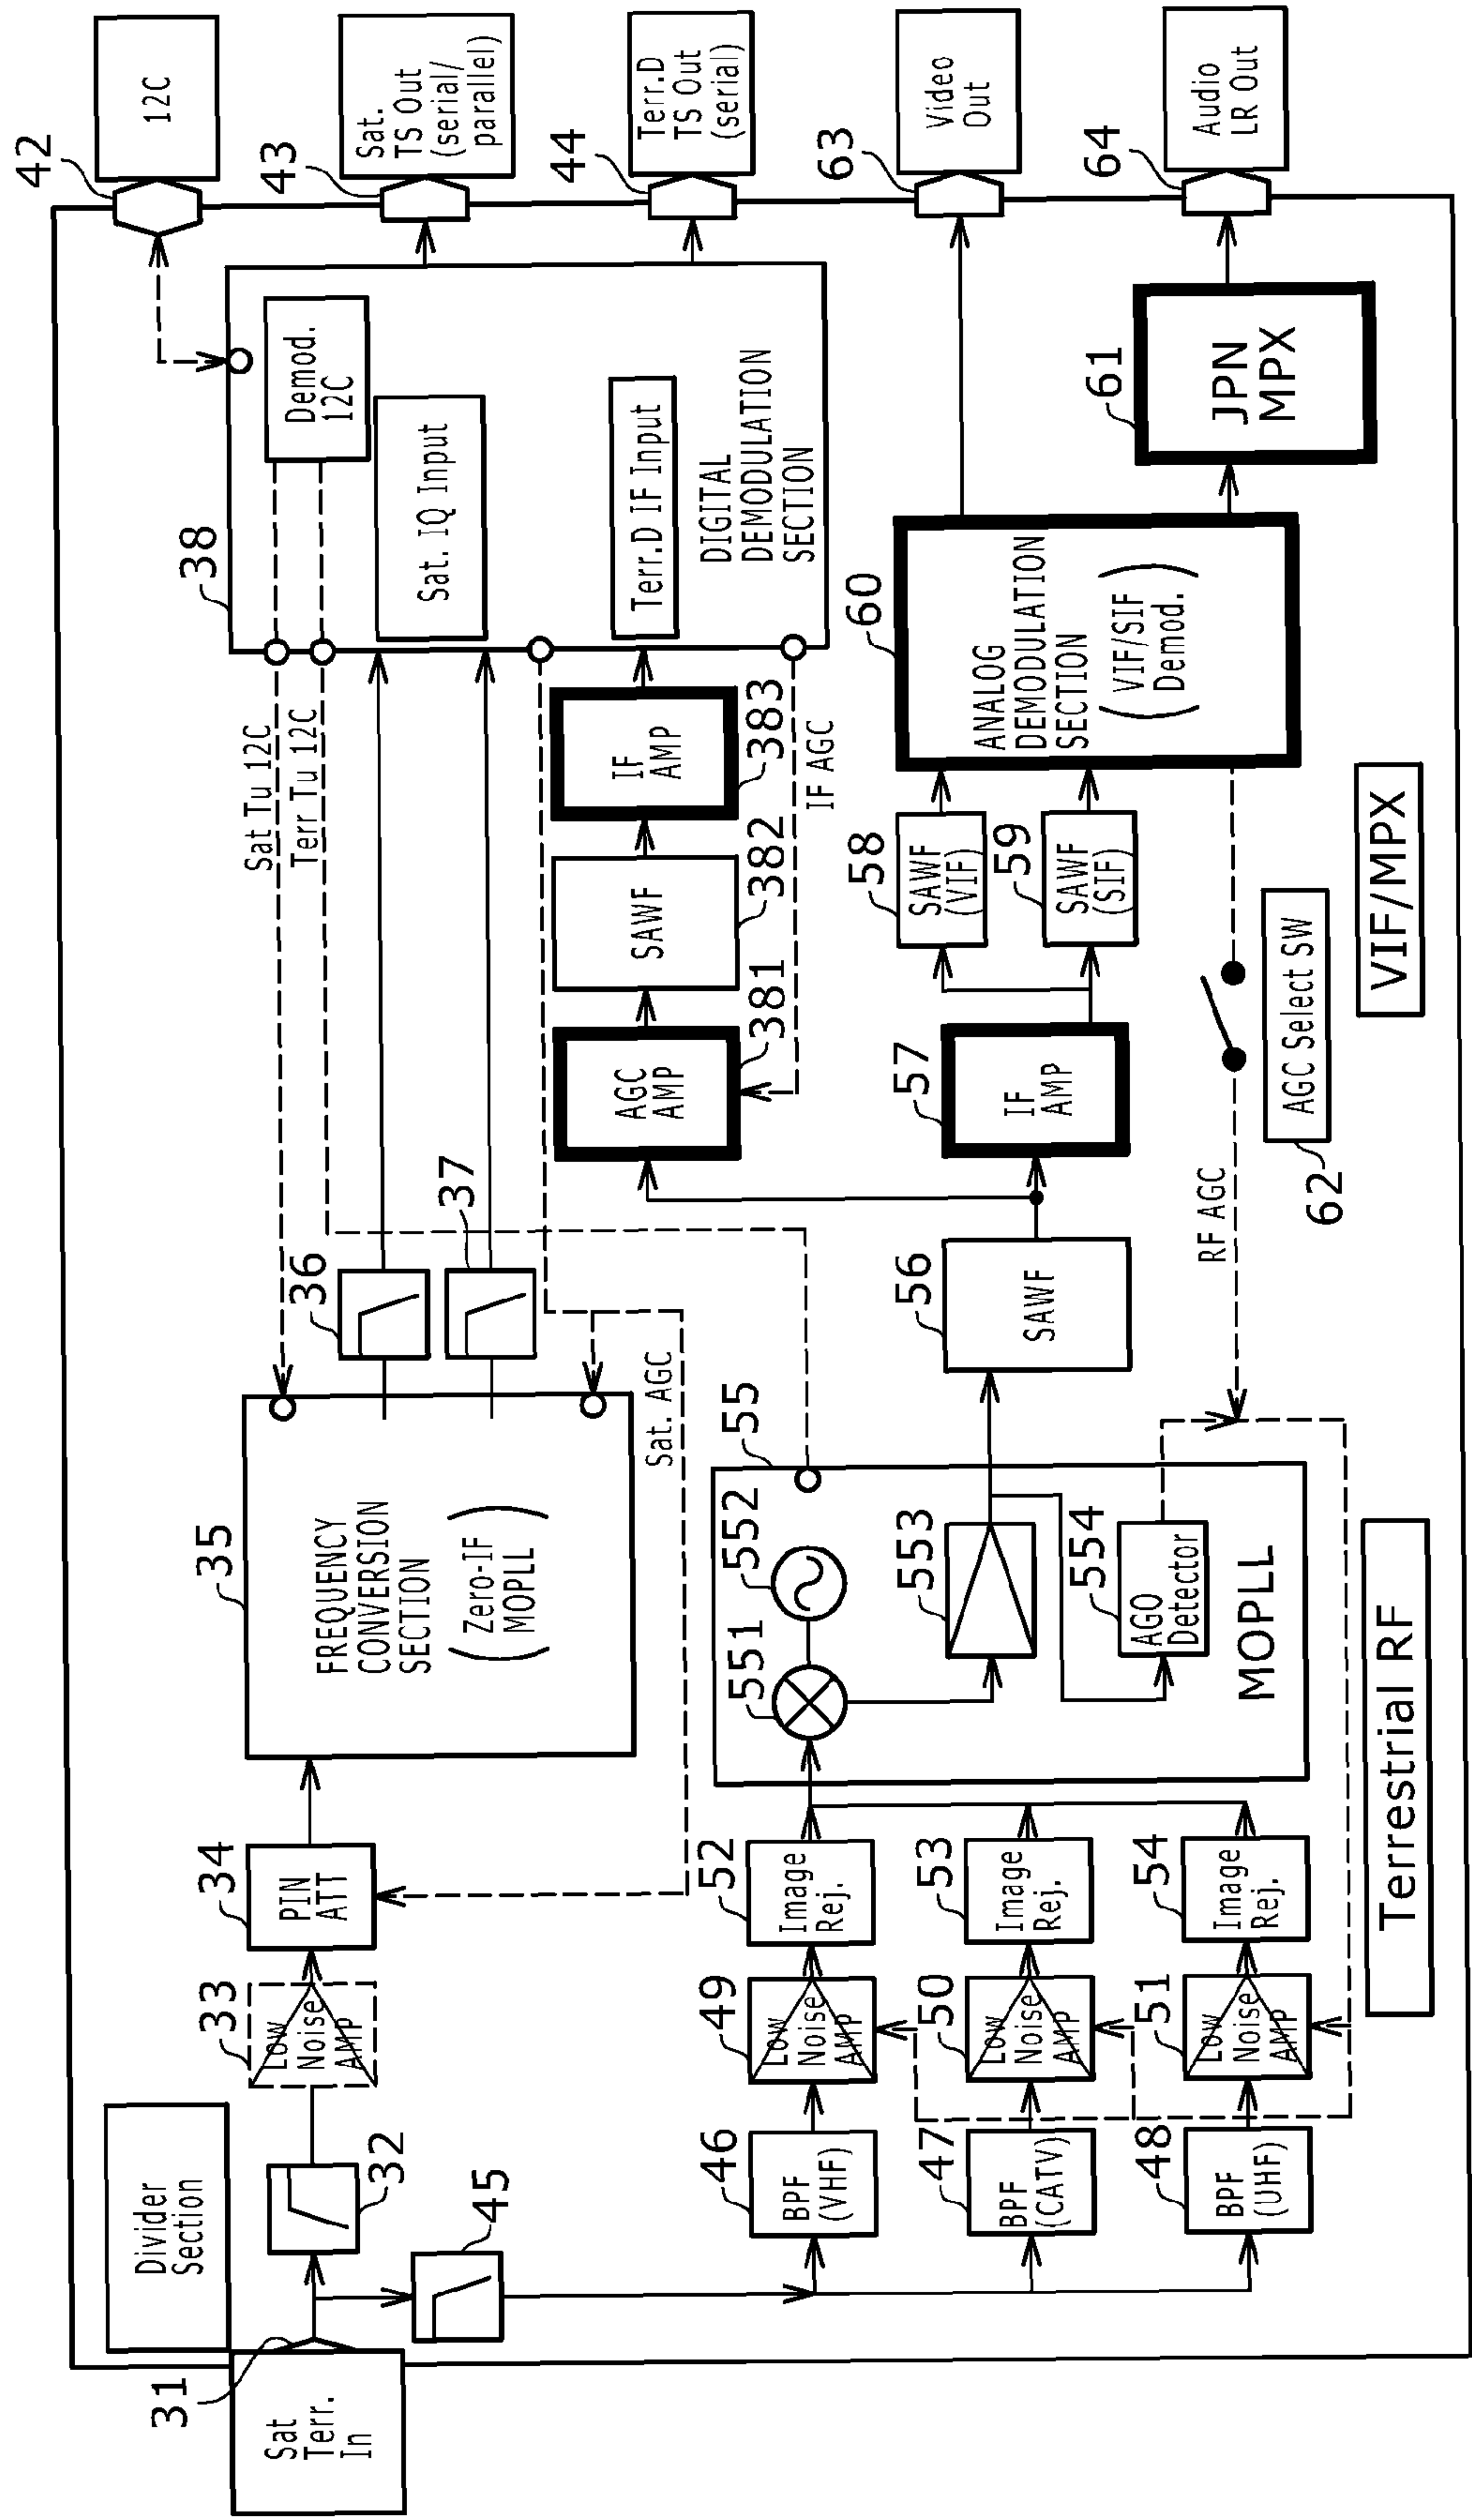 Sat
Terr.
In
31
Divider
Section
32
45
33
Low
Noise
AMP
34
PIN
ATT
35
FREQUENCY
CONVERSION
SECTION
(Zero-IF
MOPLL)
36
37
Sat Tu 12C
Terr Tu 12C
Sat. AGC
38
Demod.
12C
Sat. IQ Input
Terr.D IF Input
DIGITAL
DEMODULATION
SECTION
42
12C
43
Sat.
TS Out
(serial/
parallel)
44
Terr.D
TS Out
(serial)
AGC
AMP
381
SAWF
382
IF
AMP
383
IF AGC
46
BPF
(VHF)
47
BPF
(CATV)
48
BPF
(UHF)
49
Low
Noise
AMP
50
Low
Noise
AMP
51
Low
Noise
AMP
52
Image
Rej.
53
Image
Rej.
54
Image
Rej.
55
551
552
553
554
AGO
Detector
MOPLL
Terrestrial RF
56
SAWF
57
IF
AMP
58
SAWF
(VIF)
59
SAWF
(SIF)
60
ANALOG
DEMODULATION
SECTION
(VIF/SIF
Demod.)
61
JPN
MPX
RF AGC
62
AGC Select SW
VIF/MPX
63
Video
Out
64
Audio
LR Out